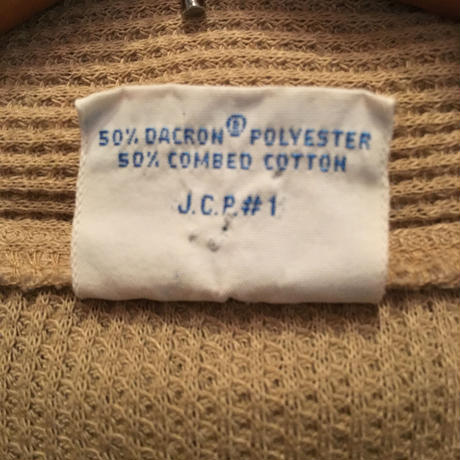 50% DACRON® POLYESTER
50% COMBED COTTON
J.C.P.#1